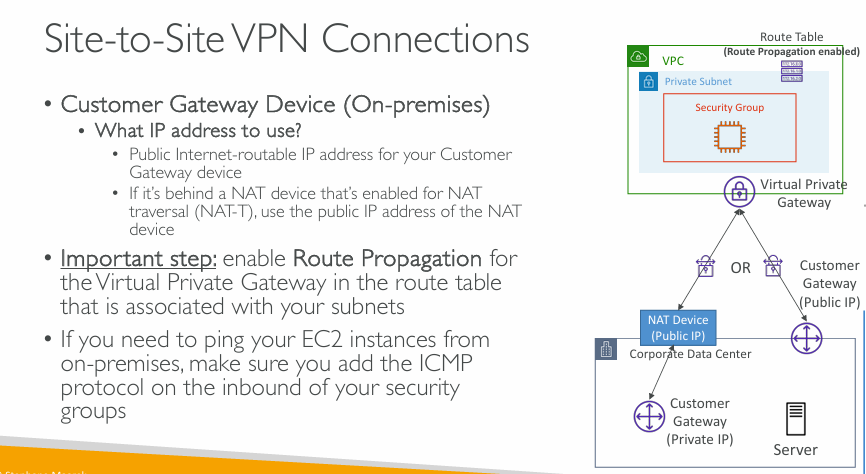 Site-to-Site VPN Connections
• Customer Gateway Device (On-premises)
• What IP address to use?
• Public Internet-routable IP address for your Customer
Gateway device
• If it’s behind a NAT device that’s enabled for NAT
traversal (NAT-T), use the public IP address of the NAT
device
• Important step: enable Route Propagation for
the Virtual Private Gateway in the route table
that is associated with your subnets
• If you need to ping your EC2 instances from
on-premises, make sure you add the ICMP
protocol on the inbound of your security
groups
Route Table
(Route Propagation enabled)
VPC
Private Subnet
Security Group
Virtual Private
Gateway
OR
Customer
Gateway
(Public IP)
NAT Device
(Public IP)
Corporate Data Center
Customer
Gateway
(Private IP)
Server